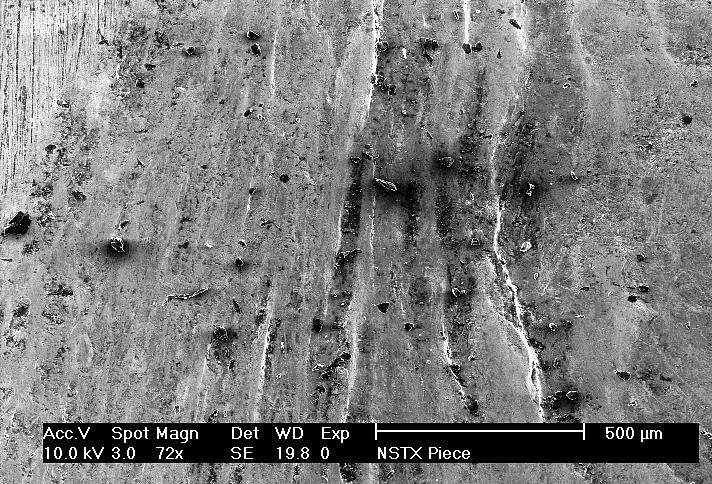 Acc.V Spot Magn Det WD Exp 500 µm
10.0 kV 3.0 72x SE 19.8 0 NSTX Piece